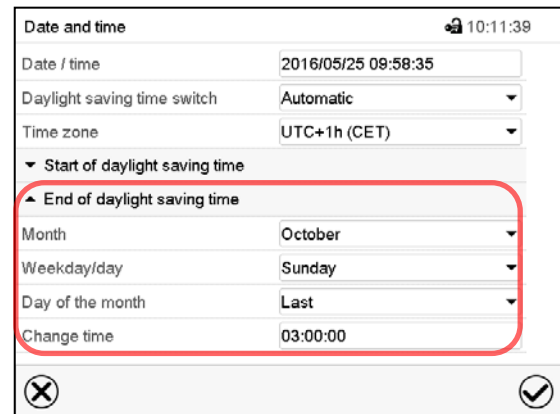 Date and time 10:11:39
Date / time 2016/05/25 09:58:35
Daylight saving time switch Automatic
Time zone UTC+1h (CET)
Start of daylight saving time
End of daylight saving time
Month October
Weekday/day Sunday
Day of the month Last
Change time 03:00:00